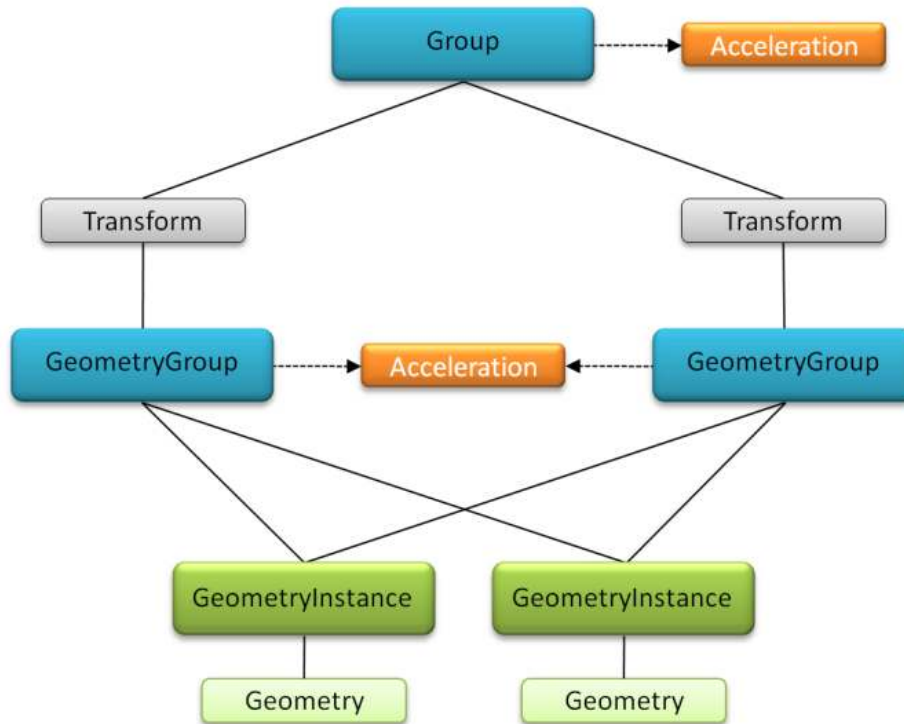 Group
Acceleration
Transform
Transform
GeometryGroup
Acceleration
GeometryGroup
GeometryInstance
GeometryInstance
Geometry
Geometry